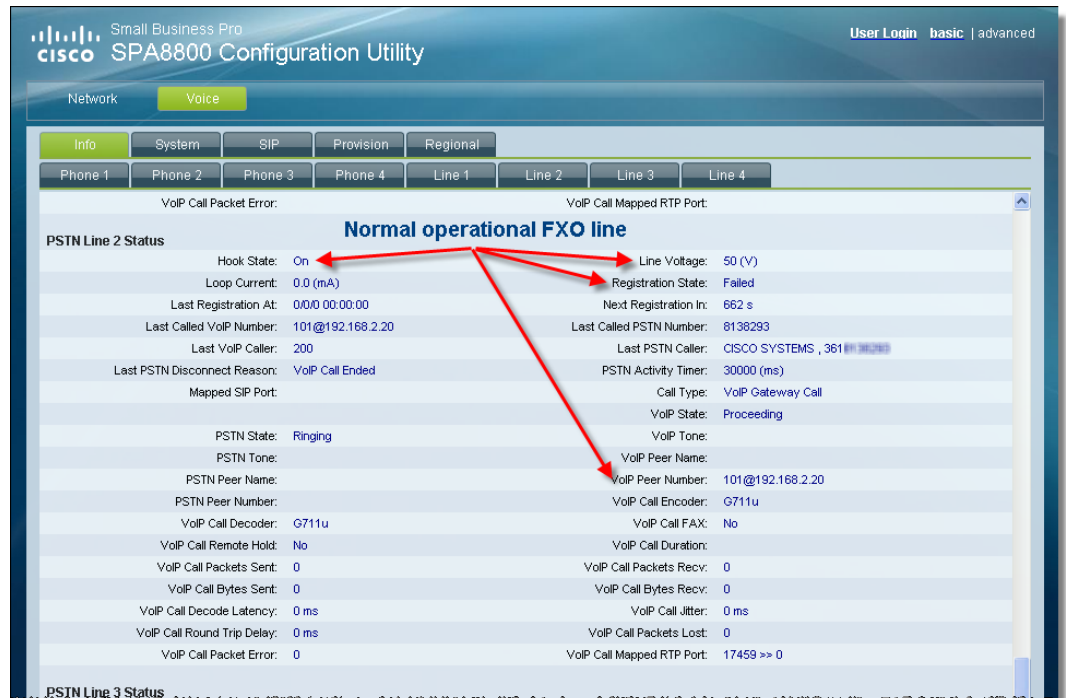 Small Business Pro
cisco SPA8800 Configuration Utility
User Login basic | advanced
Network Voice
Info System SIP Provision Regional
Phone 1 Phone 2 Phone 3 Phone 4 Line 1 Line 2 Line 3 Line 4
VoIP Call Packet Error: VoIP Call Mapped RTP Port:
Normal operational FXO line
PSTN Line 2 Status
Hook State: On Line Voltage: 50 (V)
Loop Current: 0.0 (mA) Registration State: Failed
Last Registration At: 0/0/0 00:00:00 Next Registration In: 662 s
Last Called VoIP Number: 101@192.168.2.20 Last Called PSTN Number: 8138293
Last VoIP Caller: 200 Last PSTN Caller: CISCO SYSTEMS , 361
Last PSTN Disconnect Reason: VoIP Call Ended PSTN Activity Timer: 30000 (ms)
Mapped SIP Port: Call Type: VoIP Gateway Call
VoIP State: Proceeding
PSTN State: Ringing VoIP Tone:
PSTN Tone: VoIP Peer Name:
PSTN Peer Name: VoIP Peer Number: 101@192.168.2.20
PSTN Peer Number: VoIP Call Encoder: G711u
VoIP Call Decoder: G711u VoIP Call FAX: No
VoIP Call Remote Hold: No VoIP Call Duration:
VoIP Call Packets Sent: 0 VoIP Call Packets Recv: 0
VoIP Call Bytes Sent: 0 VoIP Call Bytes Recv: 0
VoIP Call Decode Latency: 0 ms VoIP Call Jitter: 0 ms
VoIP Call Round Trip Delay: 0 ms VoIP Call Packets Lost: 0
VoIP Call Packet Error: 0 VoIP Call Mapped RTP Port: 17459 >> 0
PSTN Line 3 Status